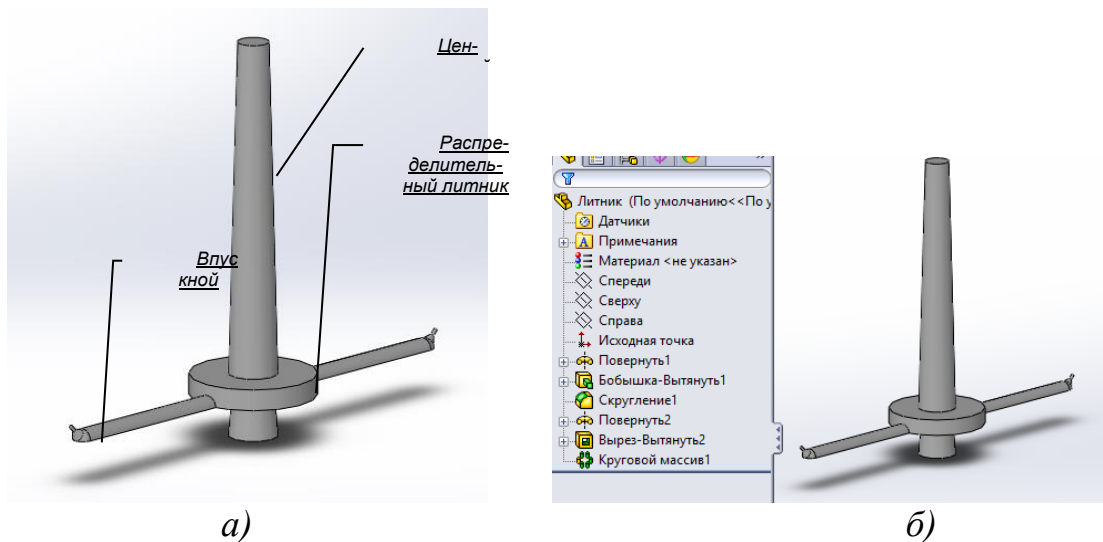 Цен-
Распре-
делитель-
ный литник
Впус
кной
а)
Литник (По умолчанию<<По у
Датчики
Примечания
Материал <не указан>
Спереди
Сверху
Справа
Исходная точка
Повернуть1
Бобышка-Вытянуть1
Скругление1
Повернуть2
Вырез-Вытянуть2
Круговой массив1
б)